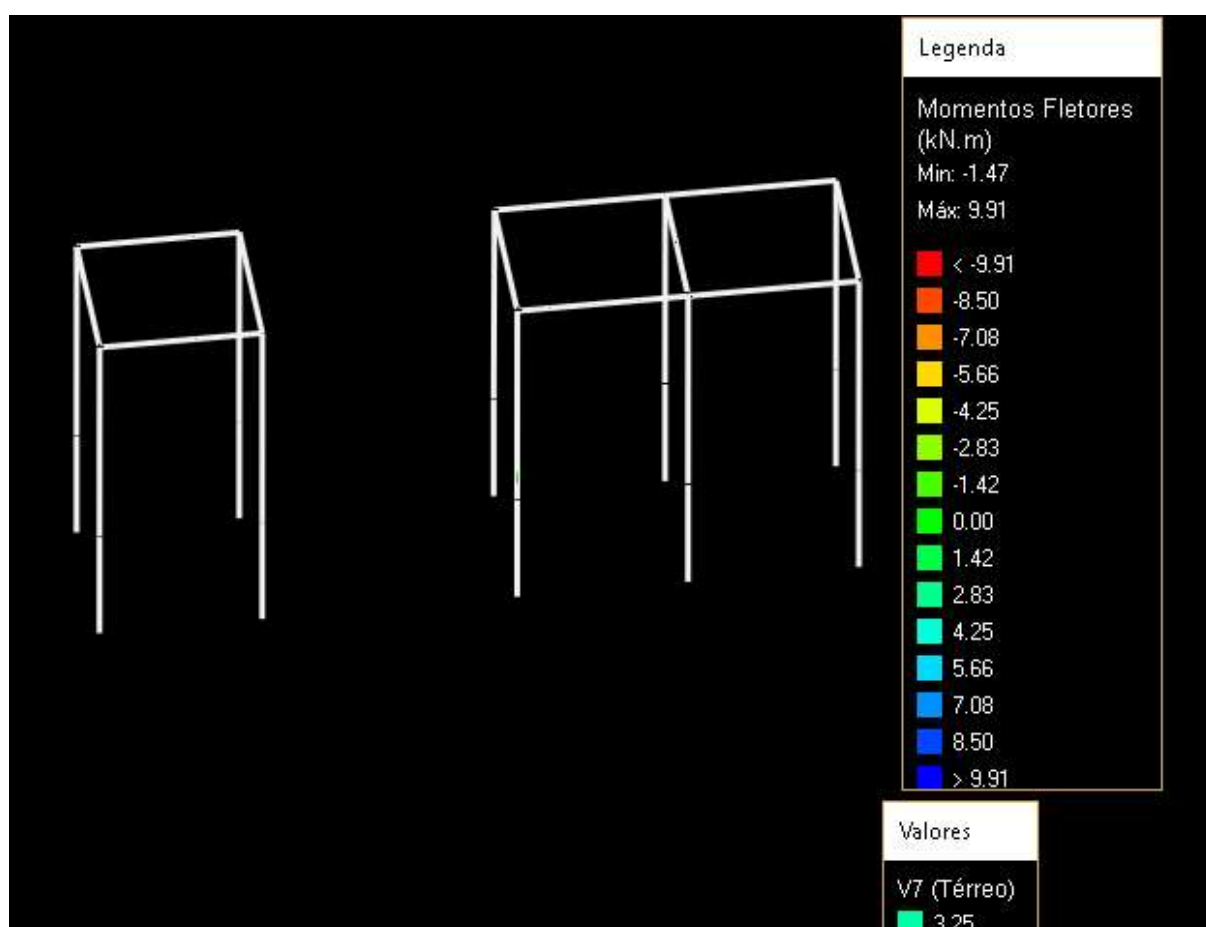 Legenda
Momentos Fletores
(kN.m)
Min: -1.47
Máx: 9.91
< -9.91
-8.50
-7.08
-5.66
-4.25
-2.83
-1.42
0.00
1.42
2.83
4.25
5.66
7.08
8.50
> 9.91
Valores
V7 (Térreo)
3.25